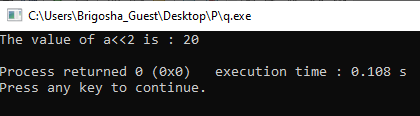 C:\Users\Brigosha_Guest\Desktop\P\q.exe
The value of a<<2 is : 20
Process returned 0 (0x0)   execution time : 0.108 s
Press any key to continue.